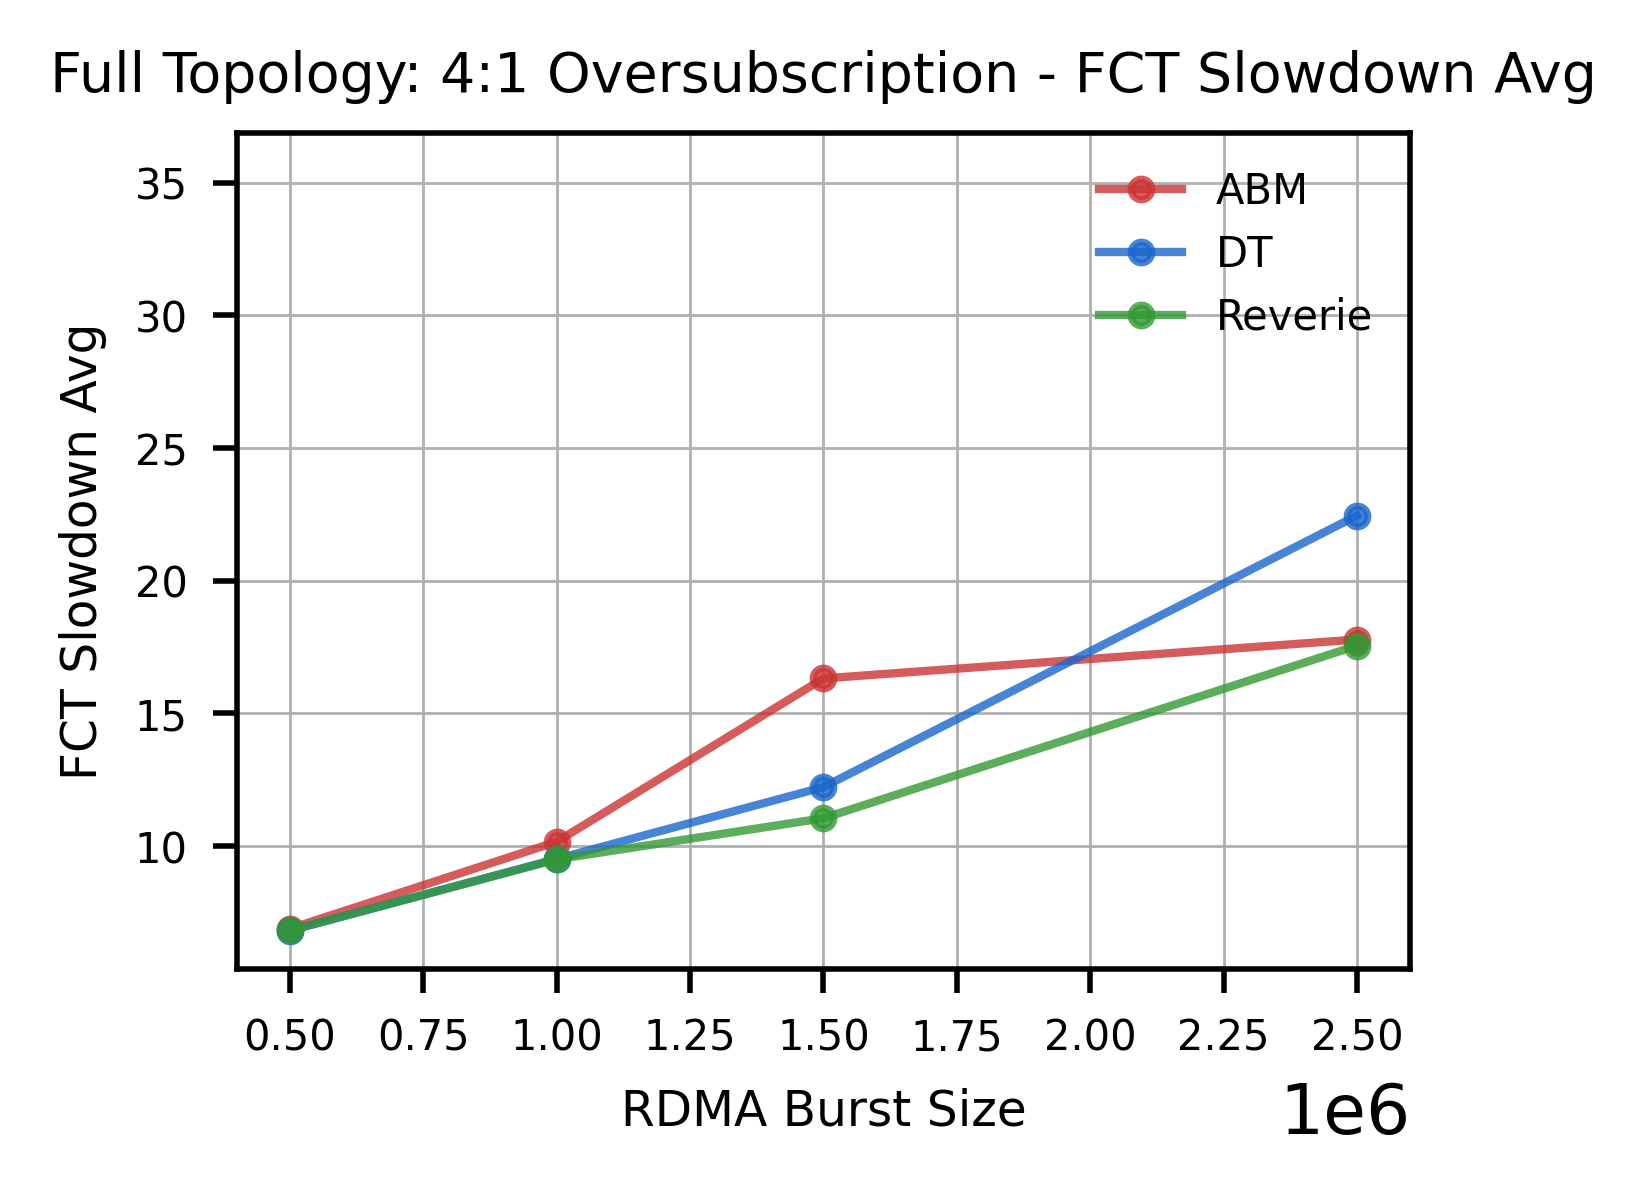 Full Topology: 4:1 Oversubscription - FCT Slowdown Avg
FCT Slowdown Avg
35
30
25
20
15
10
ABM
DT
Reverie
0.50 0.75 1.00 1.25 1.50 1.75 2.00 2.25 2.50
RDMA Burst Size
1e6